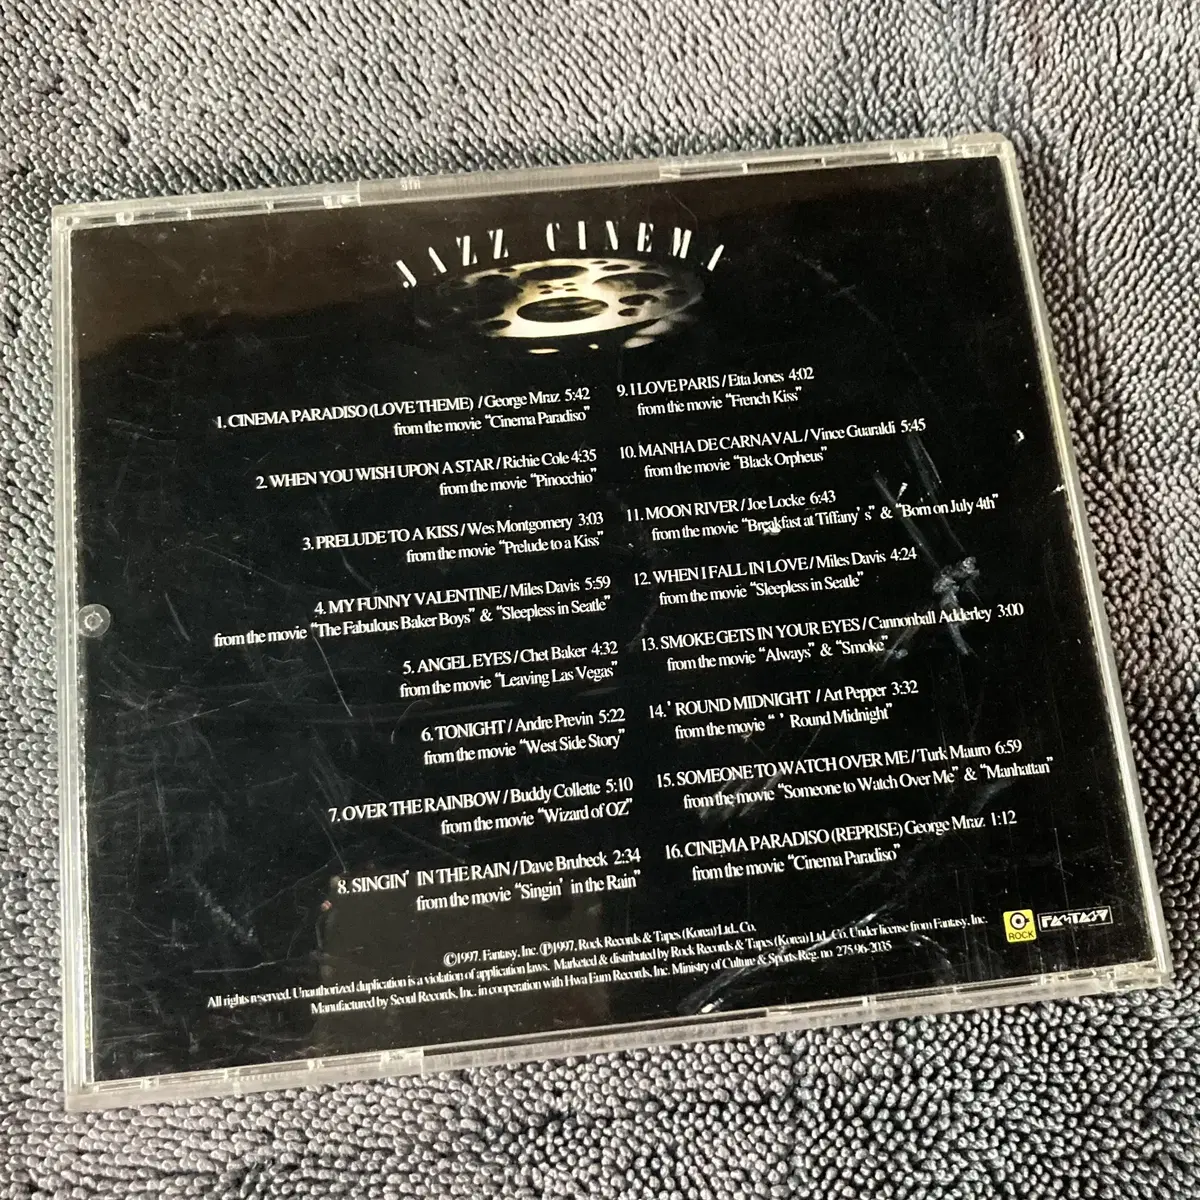 JAZZ CINEMA
1. CINEMA PARADISO (LOVE THEME) / George Mraz 5:42
from the movie "Cinema Paradiso"
2. WHEN YOU WISH UPON A STAR / Richie Cole 4:35
from the movie "Pinocchio"
3. PRELUDE TO A KISS / Wes Montgomery 3:03
from the movie "Prelude to a Kiss"
4. MY FUNNY VALENTINE / Miles Davis 5:59
from the movie "The Fabulous Baker Boys" & "Sleepless in Seatle"
5. ANGEL EYES / Chet Baker 4:32
from the movie "Leaving Las Vegas"
6. TONIGHT / Andre Previn 5:22
from the movie "West Side Story"
7. OVER THE RAINBOW / Buddy Collette 5:10
from the movie "Wizard of OZ"
8. SINGIN' IN THE RAIN / Dave Brubeck 2:34
from the movie "Singin' in the Rain"
9. I LOVE PARIS / Etta Jones 4:02
from the movie "French Kiss"
10. MANHA DE CARNAVAL / Vince Guaraldi 5:45
from the movie "Black Orpheus"
11. MOON RIVER / Joe Locke 6:43
from the movie "Breakfast at Tiffany's" & "Born on July 4th"
12. WHEN I FALL IN LOVE / Miles Davis 4:24
from the movie "Sleepless in Seatle"
13. SMOKE GETS IN YOUR EYES / Cannonball Adderley 3:00
from the movie "Always" & "Smoke"
14. ' ROUND MIDNIGHT / Art Pepper 3:32
from the movie " ' Round Midnight"
15. SOMEONE TO WATCH OVER ME / Turk Mauro 6:59
from the movie "Someone to Watch Over Me" & "Manhattan"
16. CINEMA PARADISO (REPRISE) George Mraz 1:12
from the movie "Cinema Paradiso"
ROCK
FANTASY
Ⓒ1997. Fantasy, Inc. Ⓟ1997. Rock Records & Tapes (Korea) Ltd., Co.
All rights reserved. Unauthorized duplication is a violation of application laws. Marketed & distributed by Rock Records & Tapes (Korea) Ltd., Co. Under license from Fantasy, Inc.
Manufactured by Seoul Records, Inc. in cooperation with Hwa Eum Records, Inc. Ministry of Culture & Sports Reg. no 275.96-2035